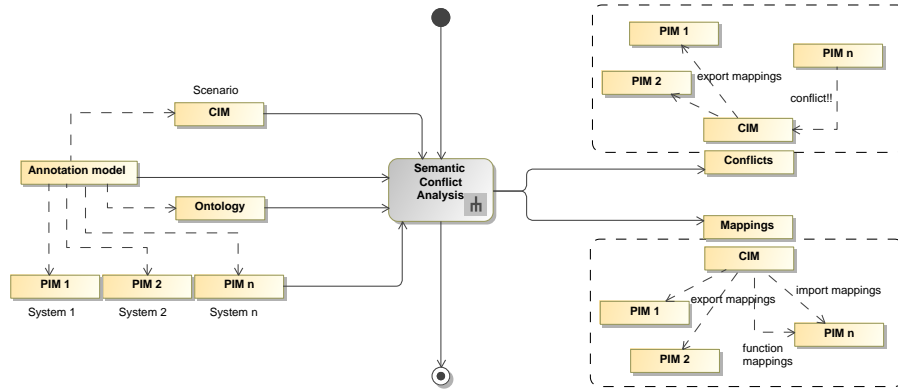 Scenario
CIM
Annotation model
Ontology
PIM 1
PIM 2
PIM n
System 1
System 2
System n
Semantic
Conflict
Analysis
PIM 1
PIM n
PIM 2
export mappings
conflict!!
CIM
Conflicts
Mappings
CIM
export mappings
import mappings
PIM 1
PIM n
function
mappings
PIM 2